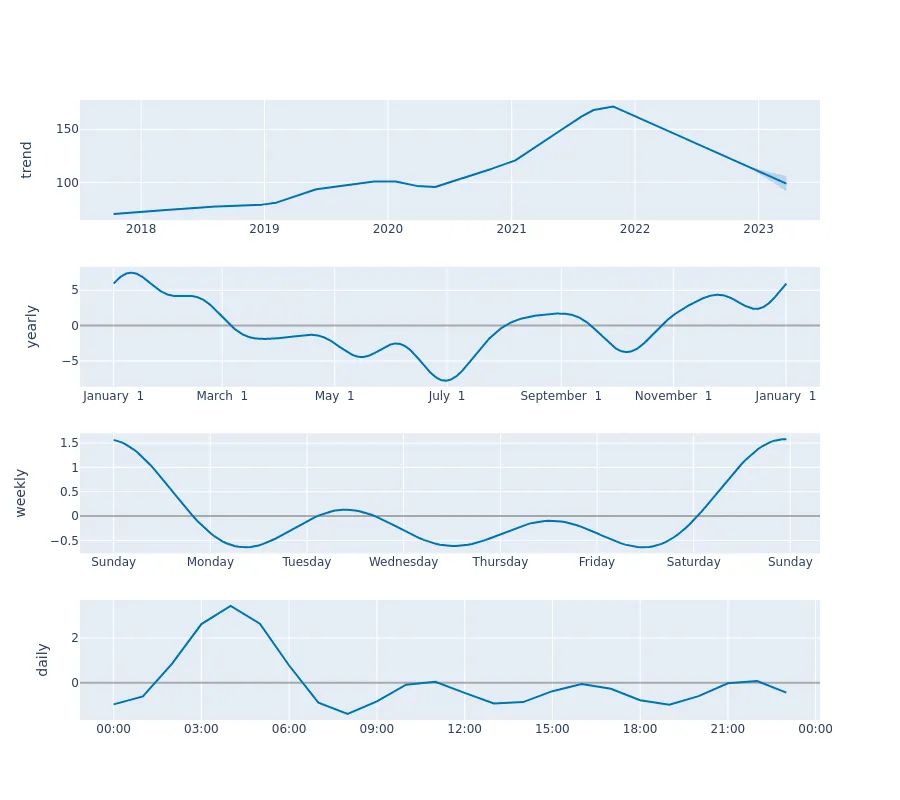 trend
150
100
2018 2019 2020 2021 2022 2023
yearly
5
0
−5
January 1 March 1 May 1 July 1 September 1 November 1 January 1
weekly
1.5
1
0.5
0
−0.5
Sunday Monday Tuesday Wednesday Thursday Friday Saturday Sunday
daily
2
0
00:00 03:00 06:00 09:00 12:00 15:00 18:00 21:00 00:00